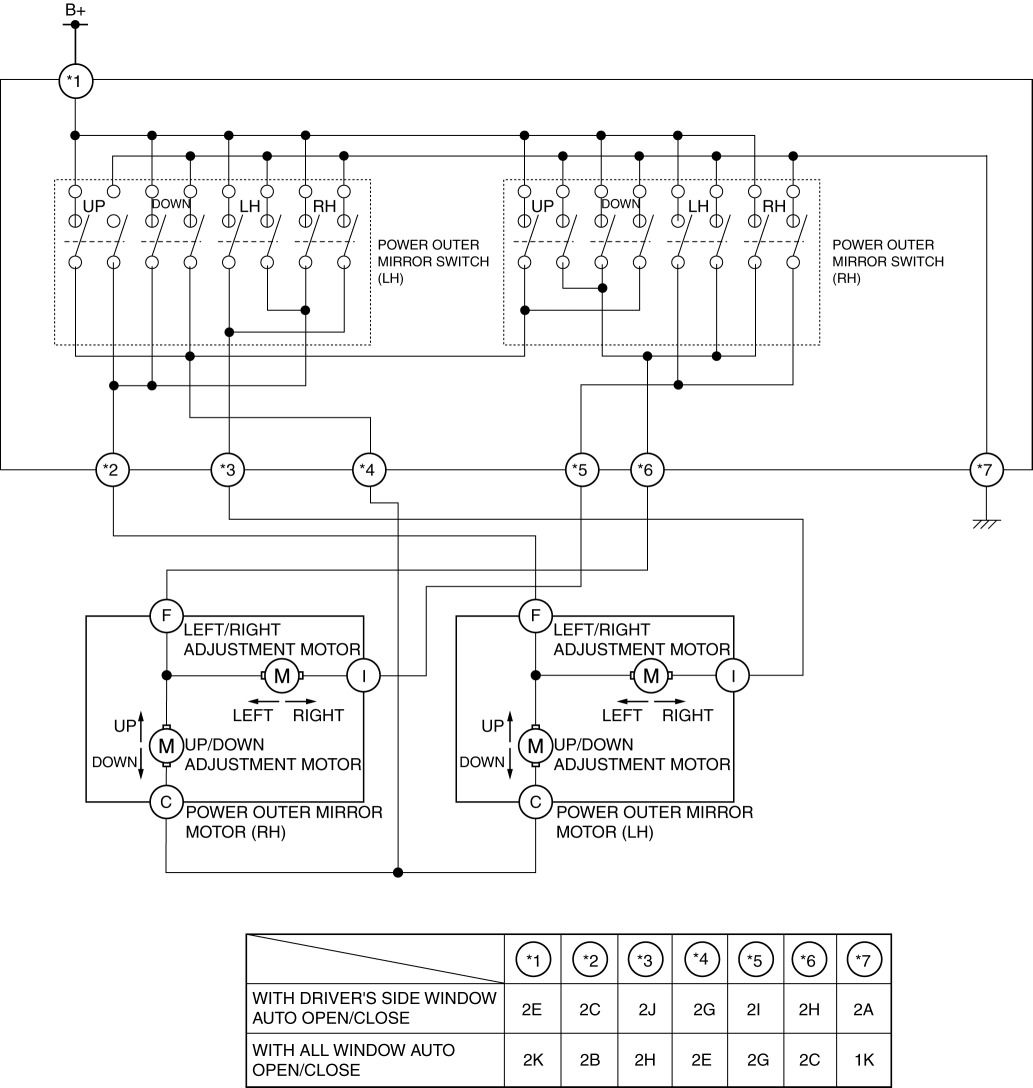 B+
*1
UP
DOWN
LH
RH
POWER OUTER
MIRROR SWITCH
(LH)
UP
DOWN
LH
RH
POWER OUTER
MIRROR SWITCH
(RH)
*2
*3
*4
*5
*6
*7
F
LEFT/RIGHT
ADJUSTMENT MOTOR
M
I
LEFT RIGHT
UP
DOWN
M
UP/DOWN
ADJUSTMENT MOTOR
C
POWER OUTER MIRROR
MOTOR (RH)
F
LEFT/RIGHT
ADJUSTMENT MOTOR
M
I
LEFT RIGHT
UP
DOWN
M
UP/DOWN
ADJUSTMENT MOTOR
C
POWER OUTER MIRROR
MOTOR (LH)
*1 *2 *3 *4 *5 *6 *7
WITH DRIVER'S SIDE WINDOW
AUTO OPEN/CLOSE
2E 2C 2J 2G 2I 2H 2A
WITH ALL WINDOW AUTO
OPEN/CLOSE
2K 2B 2H 2E 2G 2C 1K